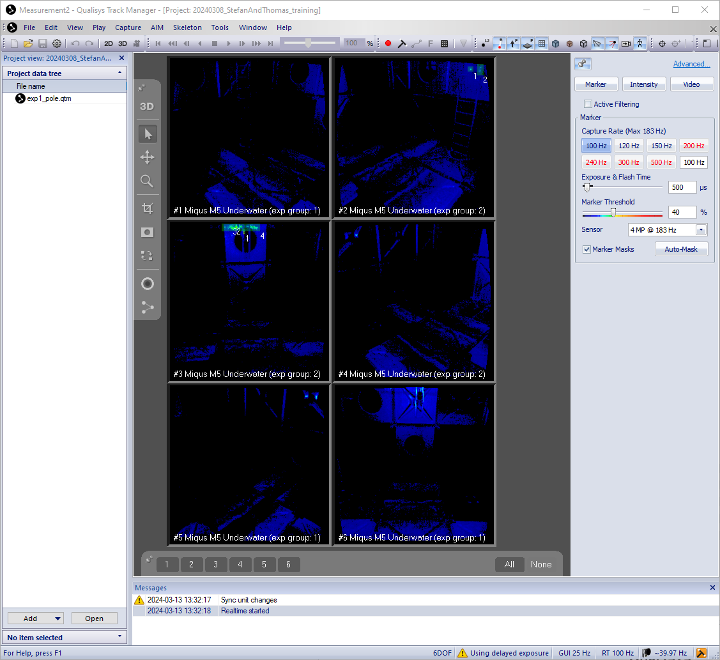 Measurement2 - Qualisys Track Manager - [Project: 20240308_StefanAndThomas_training]
File Edit View Play Capture AIM Skeleton Tools Window Help
2D 3D 100 %
Project view: 20240308_StefanA...
Project data tree
File name
exp1_pole.qtm
Add Open
No item selected
3D
1 2
#1 Miqus M5 Underwater (exp group: 1)
#2 Miqus M5 Underwater (exp group: 2)
1 4
#3 Miqus M5 Underwater (exp group: 2)
#4 Miqus M5 Underwater (exp group: 2)
#5 Miqus M5 Underwater (exp group: 1)
#6 Miqus M5 Underwater (exp group: 1)
1 2 3 4 5 6 All None
Advanced...
Marker Intensity Video
Active Filtering
Marker
Capture Rate (Max 183 Hz)
100 Hz 120 Hz 150 Hz 200 Hz
240 Hz 300 Hz 500 Hz 100 Hz
Exposure & Flash Time
500 µs
Marker Threshold
40 %
Sensor 4 MP @ 183 Hz
Marker Masks Auto-Mask
Messages
2024-03-13 13:32:17 Sync unit changes
2024-03-13 13:32:18 Realtime started
For Help, press F1 6DOF Using delayed exposure GUI 25 Hz RT 100 Hz ~39.97 Hz